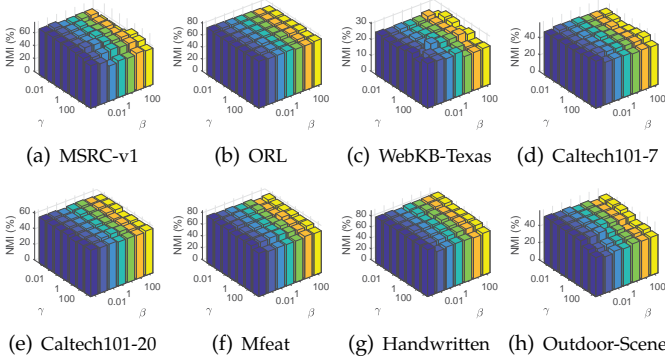 60
40
20
0
NMI (%)
0.01
1
100
γ
0.01
1
100
β
(a) MSRC-v1
80
60
40
20
0
NMI (%)
0.01
1
100
γ
0.01
1
100
β
(b) ORL
30
20
10
0
NMI (%)
0.01
1
100
γ
0.01
1
100
β
(c) WebKB-Texas
40
20
0
NMI (%)
0.01
1
100
γ
0.01
1
100
β
(d) Caltech101-7
60
40
20
0
NMI (%)
0.01
1
100
γ
0.01
1
100
β
(e) Caltech101-20
80
60
40
20
0
NMI (%)
0.01
1
100
γ
0.01
1
100
β
(f) Mfeat
80
60
40
20
0
NMI (%)
0.01
1
100
γ
0.01
1
100
β
(g) Handwritten
40
20
0
NMI (%)
0.01
1
100
γ
0.01
1
100
β
(h) Outdoor-Scene